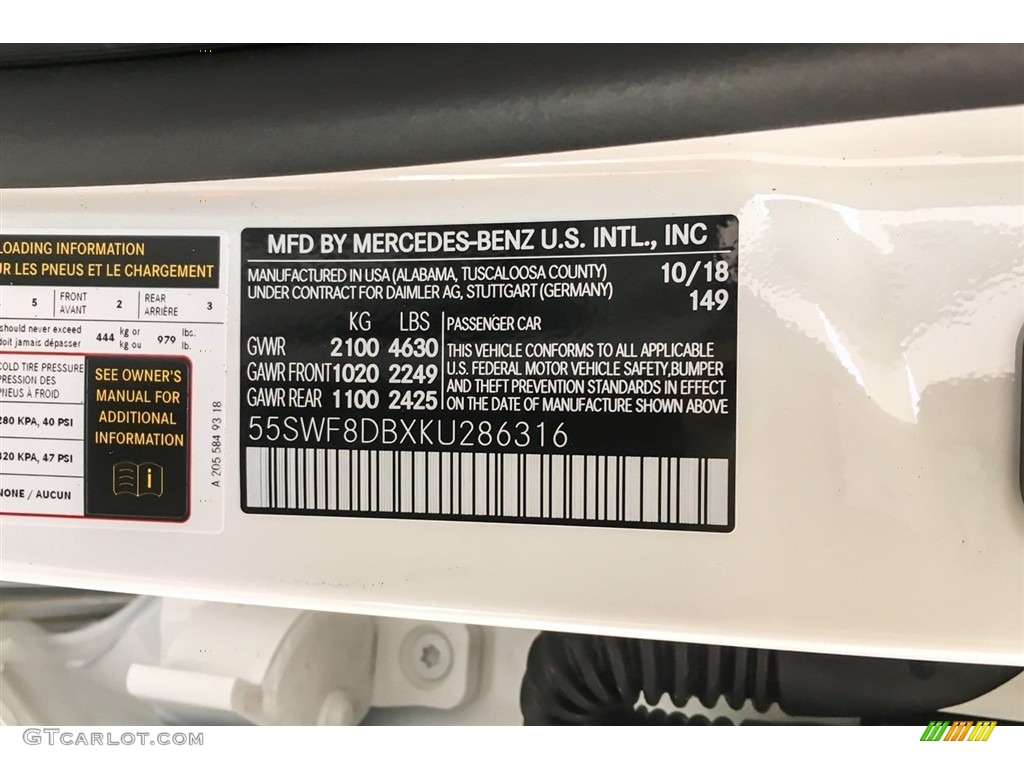 LOADING INFORMATION
UR LES PNEUS ET LE CHARGEMENT
5 FRONT AVANT 2 REAR ARRIÈRE 3
should never exceed
doit jamais dépasser 444 kg or kg ou 979 lbs. lb.
COLD TIRE PRESSURE
PRESSION DES
PNEUS À FROID
280 KPA, 40 PSI
420 KPA, 47 PSI
NONE / AUCUN
SEE OWNER'S
MANUAL FOR
ADDITIONAL
INFORMATION
A 205 584 93 18
MFD BY MERCEDES-BENZ U.S. INTL., INC
MANUFACTURED IN USA (ALABAMA, TUSCALOOSA COUNTY) 10/18
UNDER CONTRACT FOR DAIMLER AG, STUTTGART (GERMANY) 149
KG LBS
GWR 2100 4630
GAWR FRONT 1020 2249
GAWR REAR 1100 2425
PASSENGER CAR
THIS VEHICLE CONFORMS TO ALL APPLICABLE
U.S. FEDERAL MOTOR VEHICLE SAFETY,BUMPER
AND THEFT PREVENTION STANDARDS IN EFFECT
ON THE DATE OF MANUFACTURE SHOWN ABOVE
55SWF8DBXKU286316
GTcarlot.com